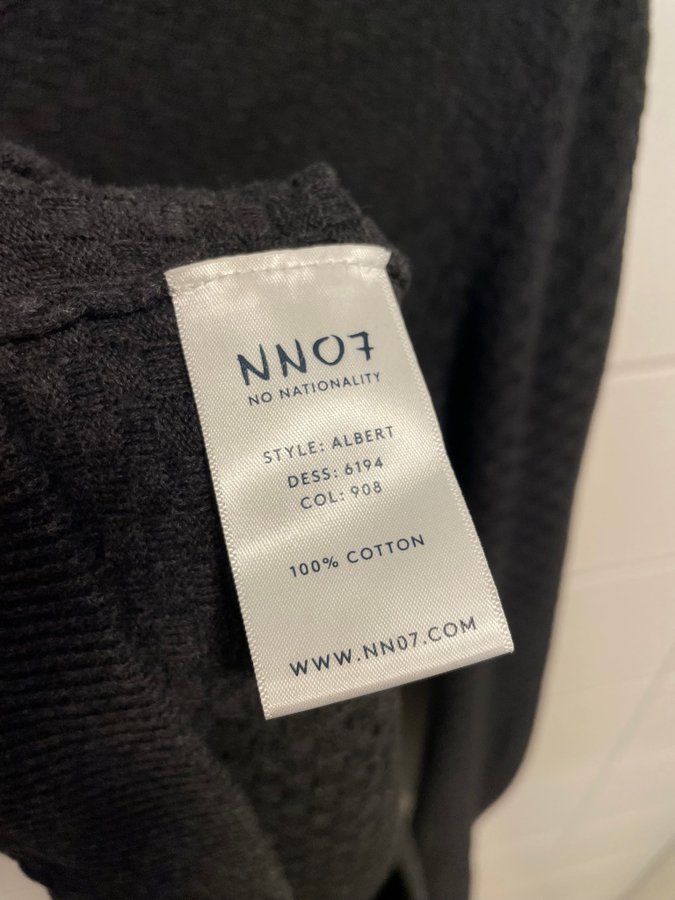 NN07
NO NATIONALITY
STYLE: ALBERT
DESS: 6194
COL: 908
100% COTTON
WWW.NN07.COM